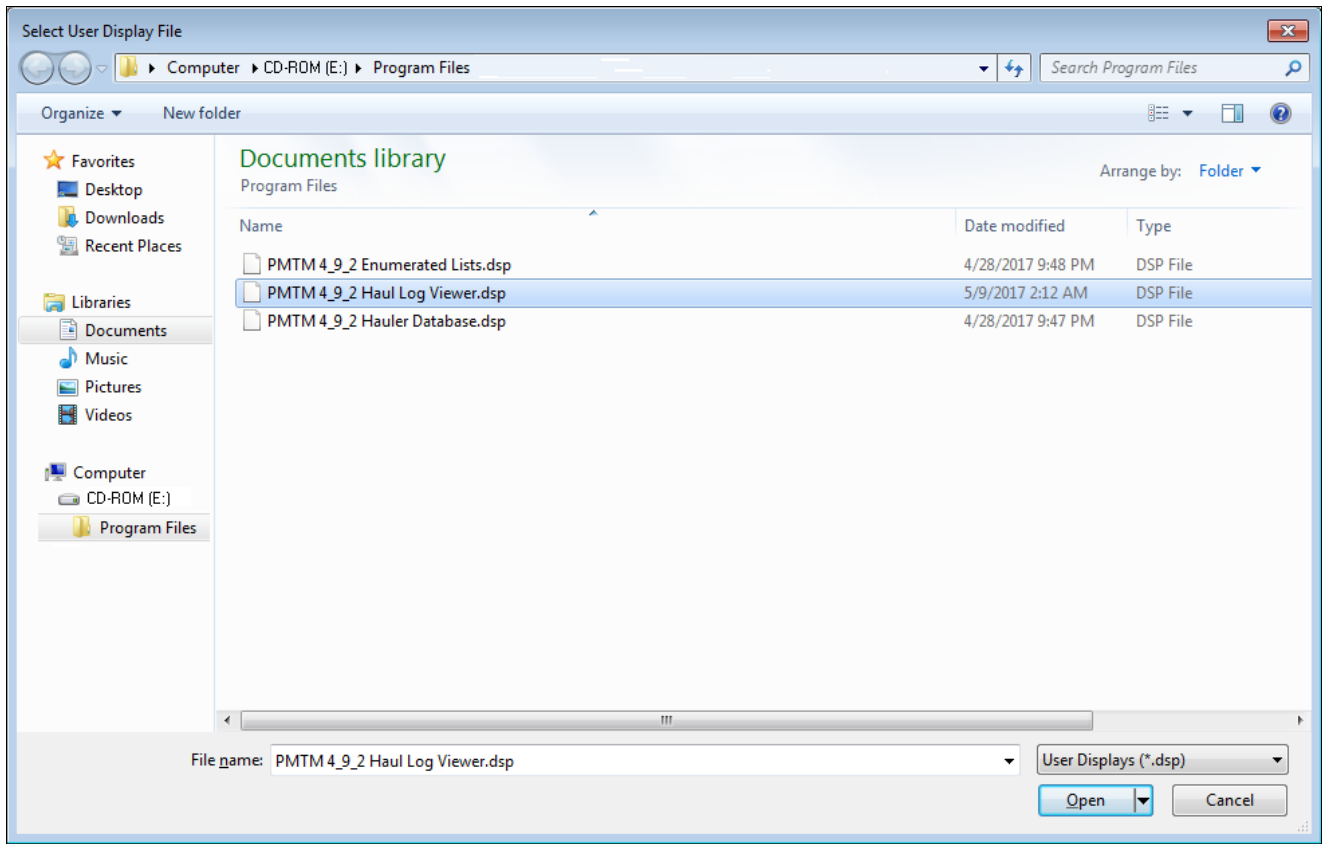 Select User Display File
Computer CD-ROM (E:) Program Files
Search Program Files
Organize New folder
Favorites
Desktop
Downloads
Recent Places
Libraries
Documents
Music
Pictures
Videos
Computer
CD-ROM (E:)
Program Files
Documents library
Program Files
Arrange by: Folder
Name Date modified Type
PMTM 4_9_2 Enumerated Lists.dsp 4/28/2017 9:48 PM DSP File
PMTM 4_9_2 Haul Log Viewer.dsp 5/9/2017 2:12 AM DSP File
PMTM 4_9_2 Hauler Database.dsp 4/28/2017 9:47 PM DSP File
File name: PMTM 4_9_2 Haul Log Viewer.dsp User Displays (*.dsp)
Open Cancel